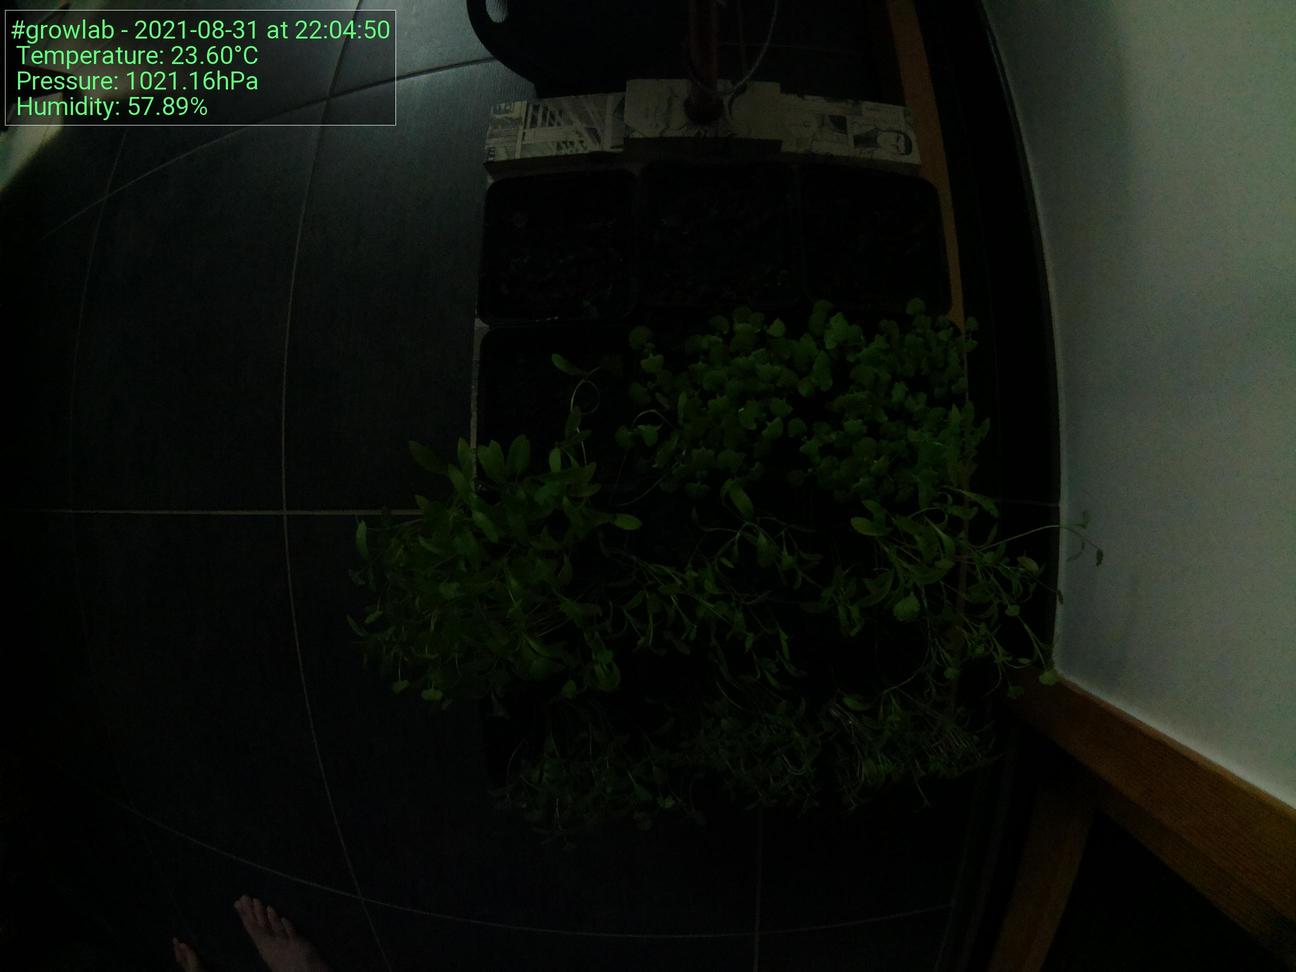 #growlab - 2021-08-31 at 22:04:50
Temperature: 23.60°C
Pressure: 1021.16hPa
Humidity: 57.89%